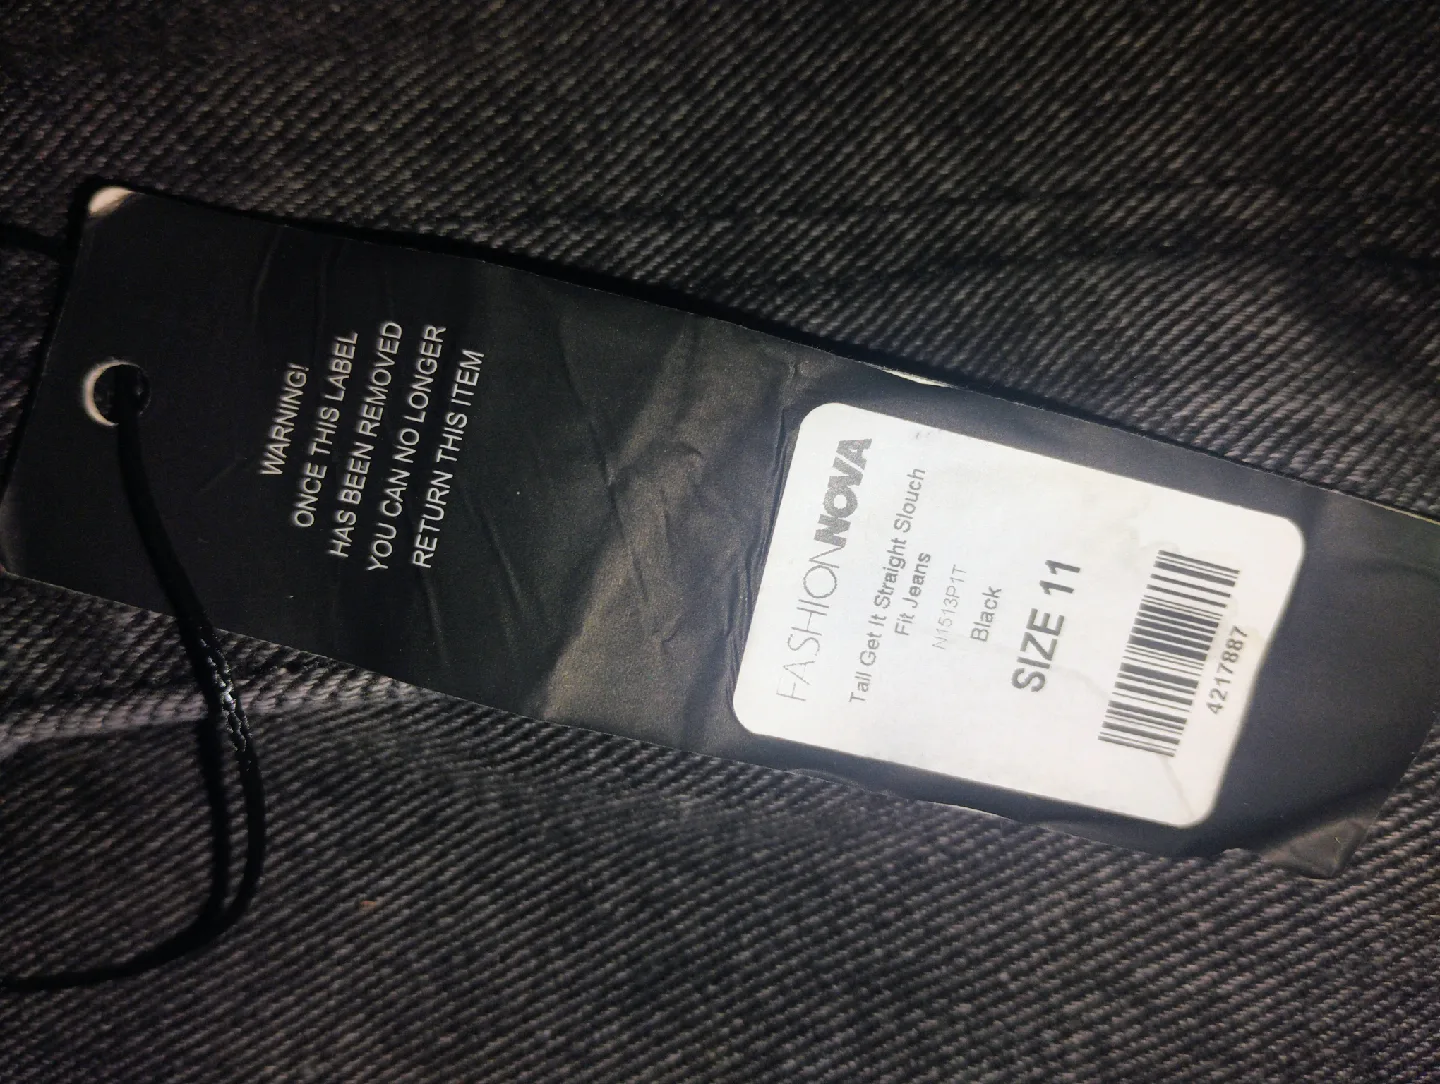 WARNING!
ONCE THIS LABEL
HAS BEEN REMOVED
YOU CAN NO LONGER
RETURN THIS ITEM
FASHIONNOVA
Tall Get It Straight Slouch
Fit Jeans
N1513P1T
Black
SIZE 11
4217887